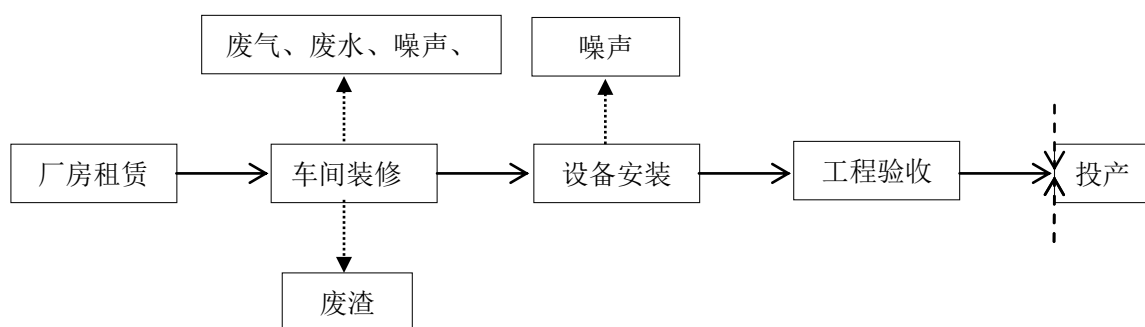 废气、废水、噪声、
噪声
厂房租赁
车间装修
设备安装
工程验收
投产
废渣